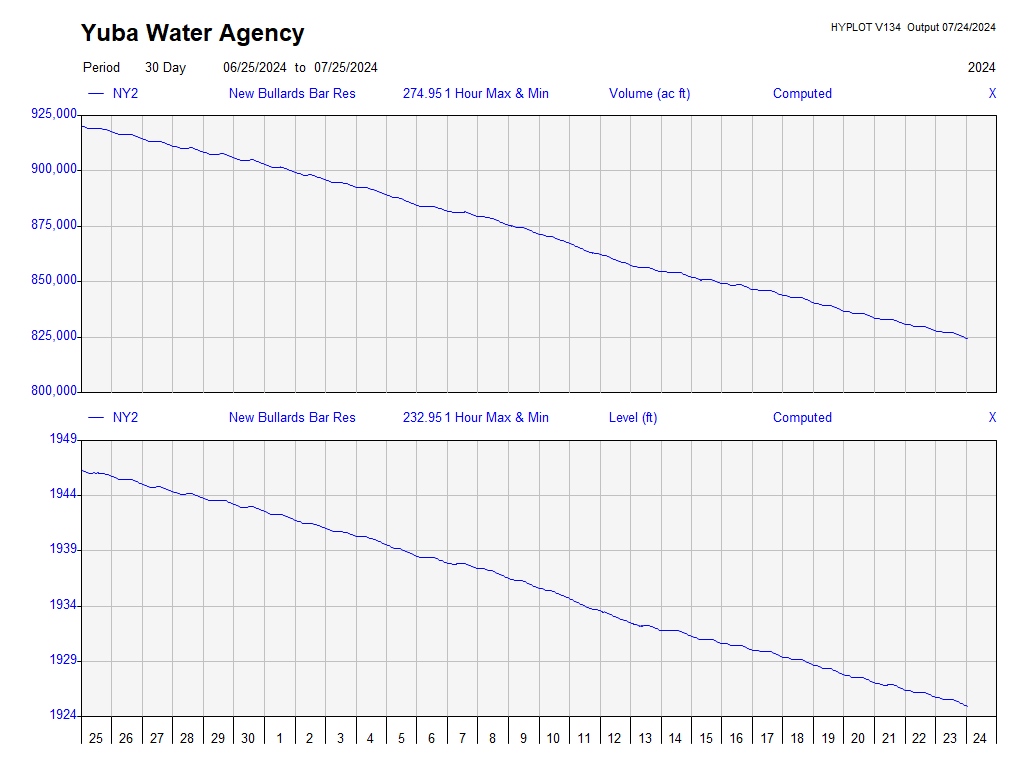 Yuba Water Agency
HYPLOT V134 Output 07/24/2024
Period 30 Day 06/25/2024 to 07/25/2024 2024
NY2 New Bullards Bar Res 274.95 1 Hour Max & Min Volume (ac ft) Computed X
925,000
900,000
875,000
850,000
825,000
800,000
NY2 New Bullards Bar Res 232.95 1 Hour Max & Min Level (ft) Computed X
1949
1944
1939
1934
1929
1924
25 26 27 28 29 30 1 2 3 4 5 6 7 8 9 10 11 12 13 14 15 16 17 18 19 20 21 22 23 24